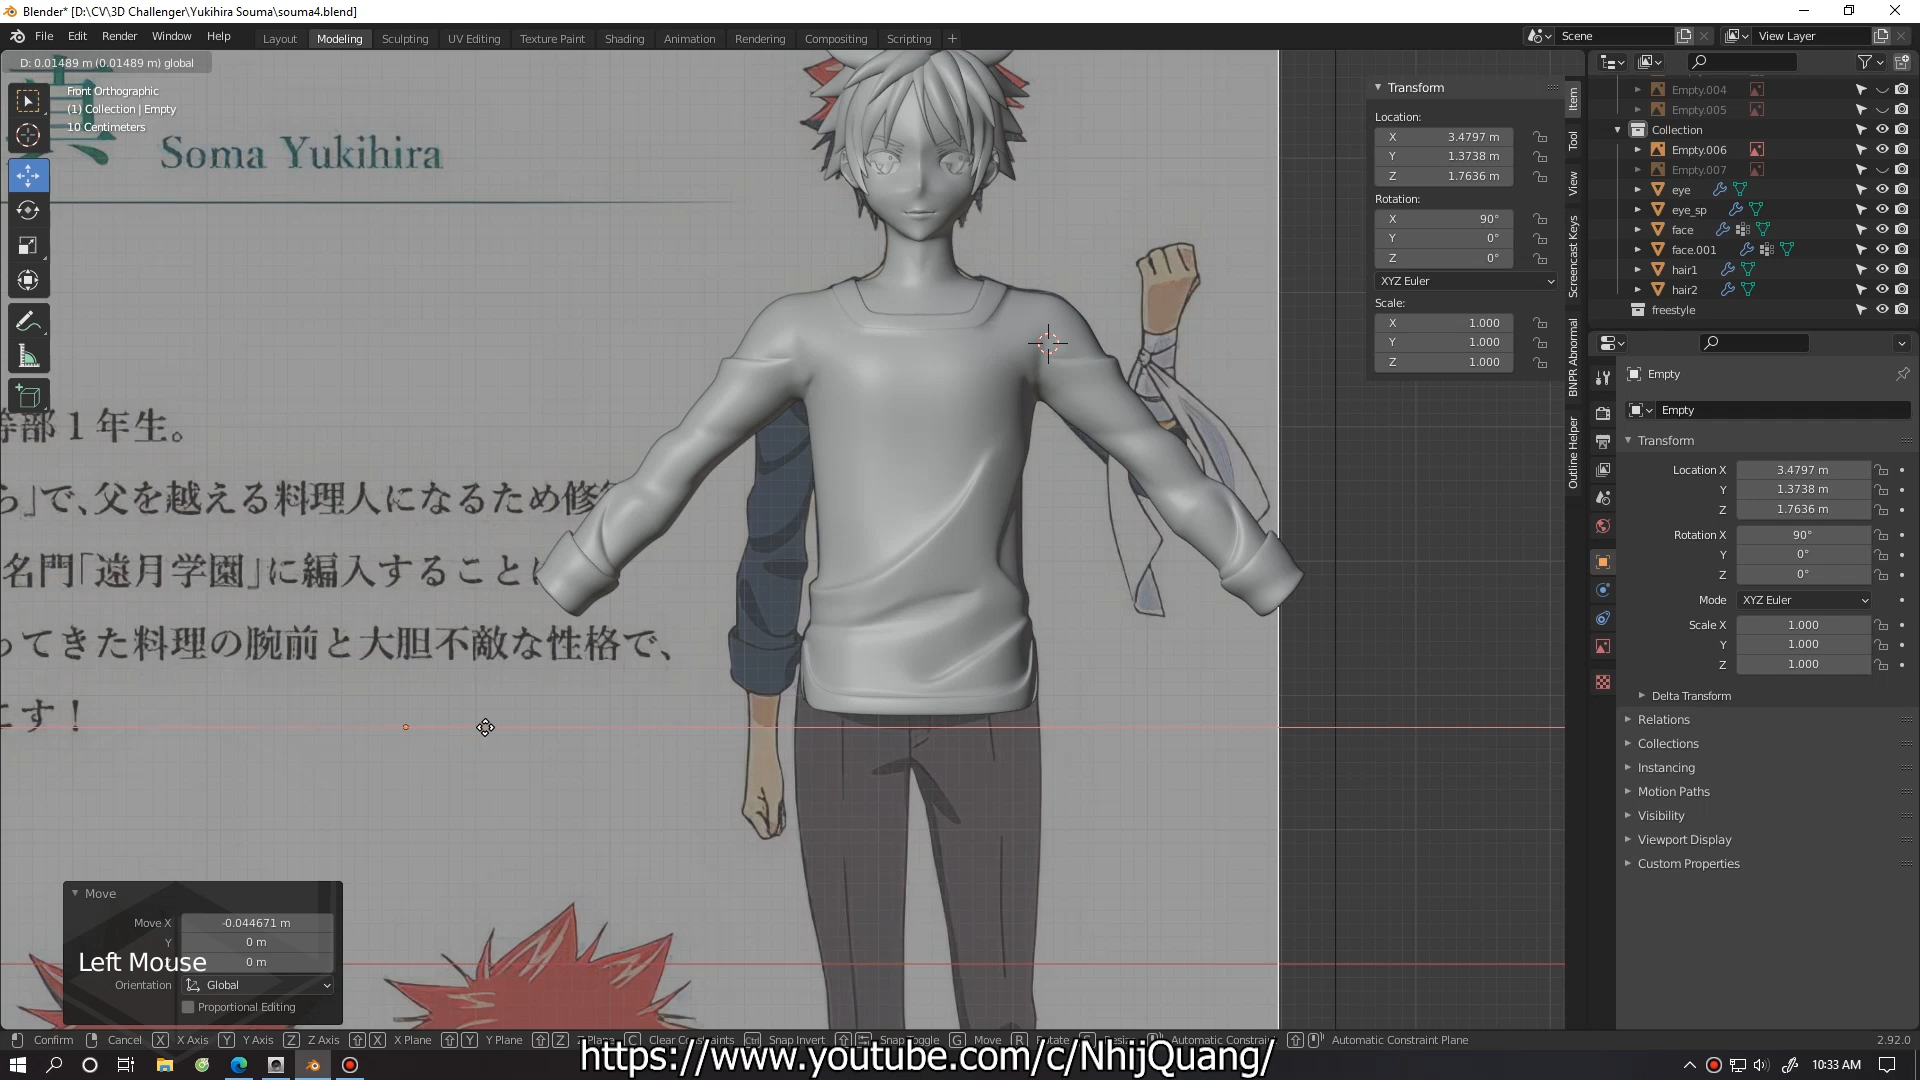 Blender* [D:\CV\3D Challenger\Yukihira Souma\souma4.blend]
File Edit Render Window Help
Layout Modeling Sculpting UV Editing Texture Paint Shading Animation Rendering Compositing Scripting +
Scene
View Layer
D: 0.01489 m (0.01489 m) global
Front Orthographic
(1) Collection | Empty
10 Centimeters
Soma Yukihira
等部1年生。
ら」で、父を越える料理人になるため修
名門「遠月学園」に編入すること
ってきた料理の腕前と大胆不敵な性格で、
こす!
Transform
Location:
X 3.4797 m
Y 1.3738 m
Z 1.7636 m
Rotation:
X 90°
Y 0°
Z 0°
XYZ Euler
Scale:
X 1.000
Y 1.000
Z 1.000
Item
Tool
View
Screencast Keys
BNPR Abnormal
Outline Helper
Empty.004
Empty.005
Collection
Empty.006
Empty.007
eye
eye_sp
face
face.001
hair1
hair2
freestyle
Empty
Empty
Transform
Location X 3.4797 m
Y 1.3738 m
Z 1.7636 m
Rotation X 90°
Y 0°
Z 0°
Mode XYZ Euler
Scale X 1.000
Y 1.000
Z 1.000
Delta Transform
Relations
Collections
Instancing
Motion Paths
Visibility
Viewport Display
Custom Properties
Move
Move X -0.044671 m
Y 0 m
0 m
Orientation Global
Proportional Editing
Left Mouse
Confirm Cancel X X Axis Y Y Axis Z Z Axis X X Plane Y Y Plane Z C Clear Constraints Snap Invert Snap Toggle G Move R Rotate Automatic Constraint Automatic Constraint Plane
2.92.0
https://www.youtube.com/c/NhijQuang/
10:33 AM